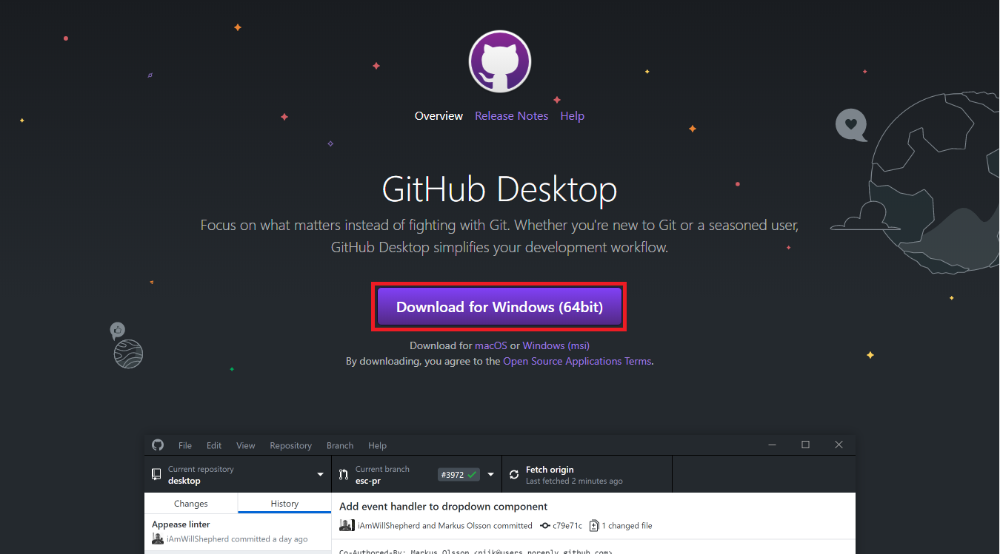 Overview Release Notes Help
GitHub Desktop
Focus on what matters instead of fighting with Git. Whether you're new to Git or a seasoned user,
GitHub Desktop simplifies your development workflow.
Download for Windows (64bit)
Download for macOS or Windows (msi)
By downloading, you agree to the Open Source Applications Terms.
File Edit View Repository Branch Help
Current repository
desktop
Current branch
esc-pr
#3972
Fetch origin
Last fetched 2 minutes ago
Changes History
Appease linter
iAmWillShepherd committed a day ago
Add event handler to dropdown component
iAmWillShepherd and Markus Olsson committed c79e71c 1 changed file
Co-Authored-By: Markus Olsson <niik@users.noreply.github.com>